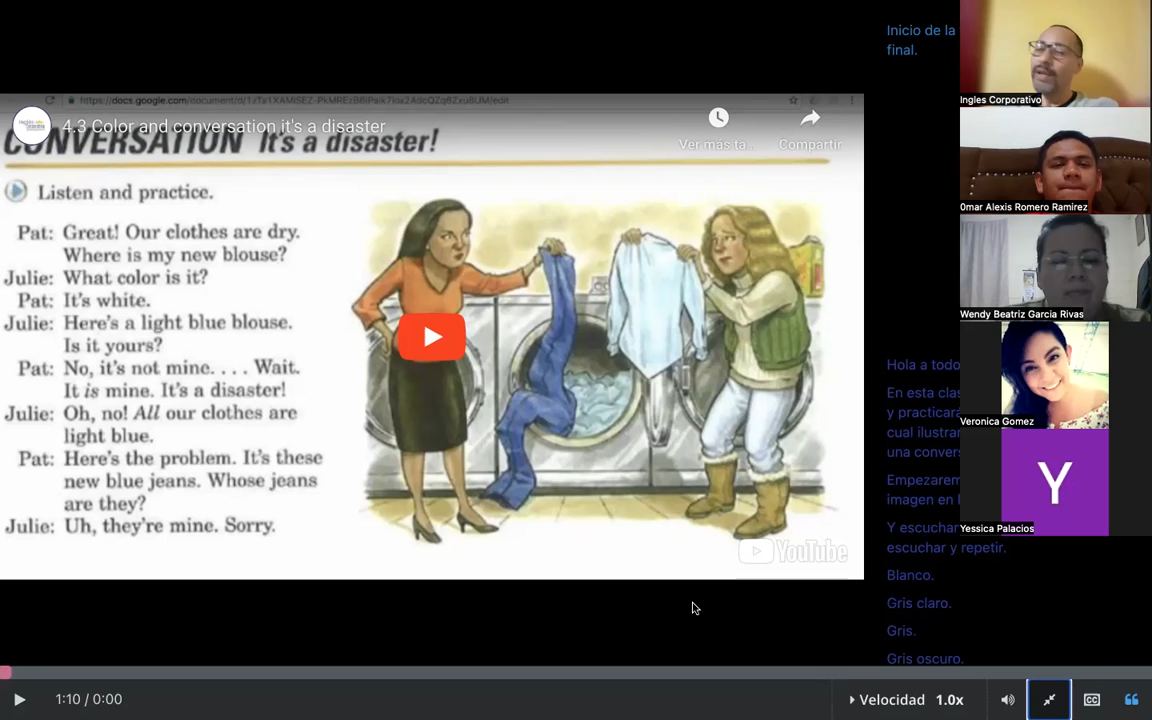 Inicio de la
final.
4.3 Color and conversation it's a disaster
Ver más ta...
Compartir
CONVERSATION It's a disaster!
Listen and practice.
Pat: Great! Our clothes are dry.
Where is my new blouse?
Julie: What color is it?
Pat: It's white.
Julie: Here's a light blue blouse.
Is it yours?
Pat: No, it's not mine. . . . Wait.
It is mine. It's a disaster!
Julie: Oh, no! All our clothes are
light blue.
Pat: Here's the problem. It's these
new blue jeans. Whose jeans
are they?
Julie: Uh, they're mine. Sorry.
YouTube
Hola a todo
En esta clas
y practicará
cual ilustran
una convers
Empezarem
imagen en l
Y escuchar
escuchar y repetir.
Blanco.
Gris claro.
Gris.
Gris oscuro.
Ingles Corporativo
Omar Alexis Romero Ramirez
Wendy Beatriz Garcia Rivas
Veronica Gomez
Y
Yessica Palacios
1:10 / 0:00
Velocidad 1.0x
CC